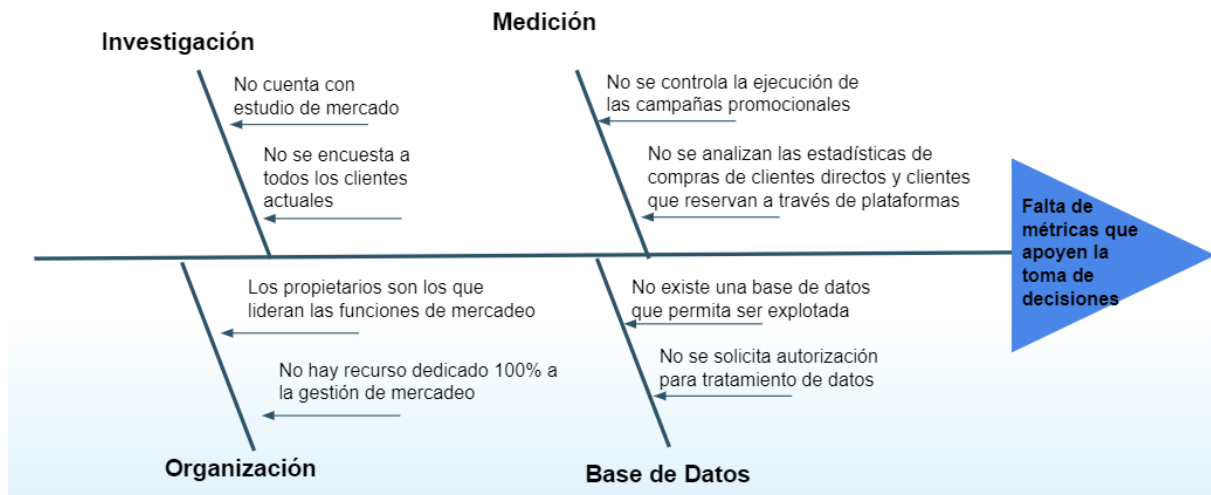 Investigación
No cuenta con
estudio de mercado
No se encuesta a
todos los clientes
actuales
Medición
No se controla la ejecución de
las campañas promocionales
No se analizan las estadísticas de
compras de clientes directos y clientes
que reservan a través de plataformas
Falta de
métricas que
apoyen la
toma de
decisiones
Los propietarios son los que
lideran las funciones de mercadeo
No hay recurso dedicado 100% a
la gestión de mercadeo
Organización
No existe una base de datos
que permita ser explotada
No se solicita autorización
para tratamiento de datos
Base de Datos